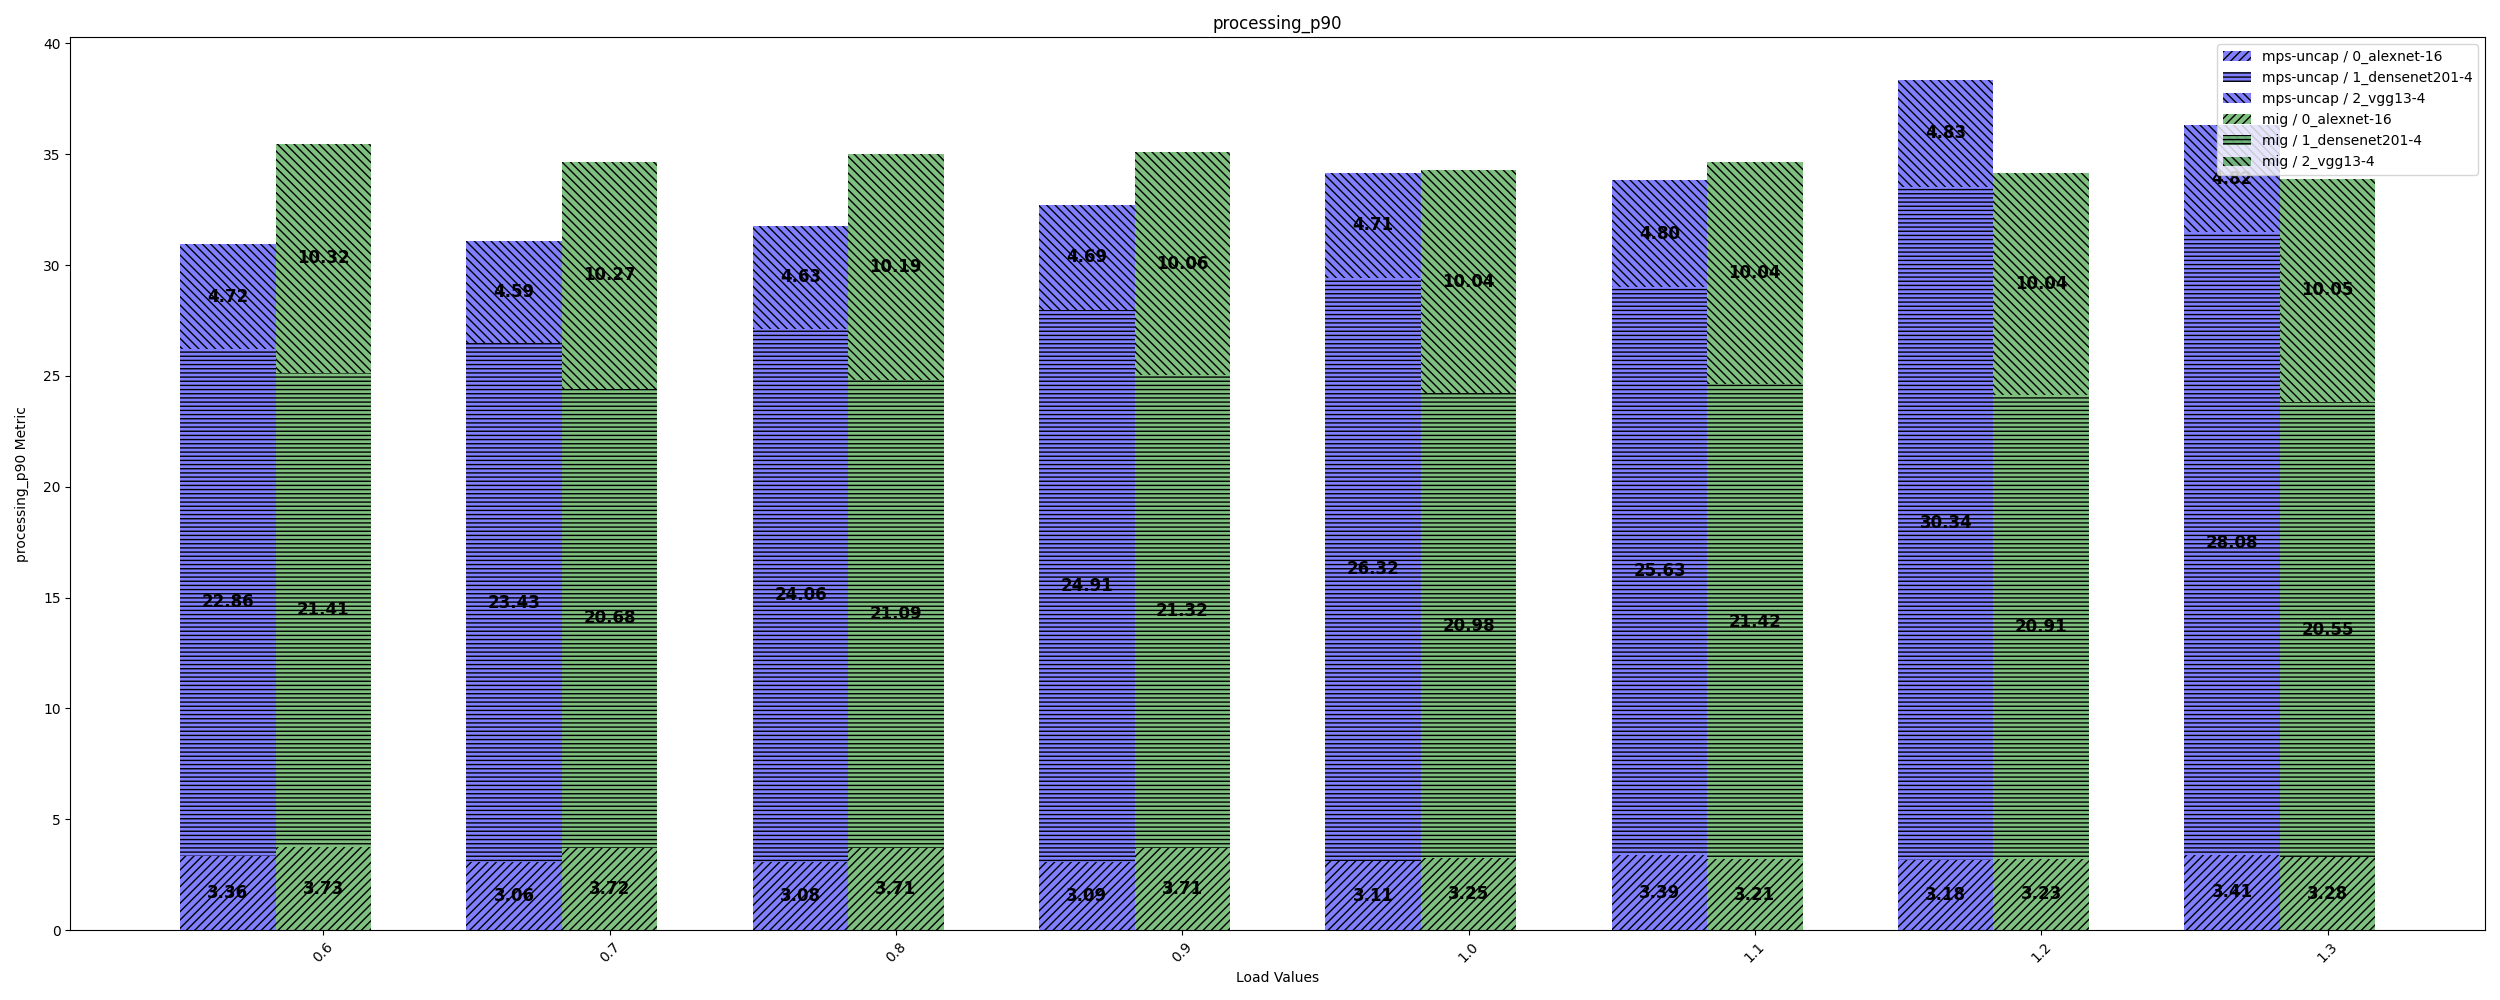 processing_p90
40
35
30
25
20
15
10
5
0
processing_p90 Metric
mps-uncap / 0_alexnet-16
mps-uncap / 1_densenet201-4
mps-uncap / 2_vgg13-4
mig / 0_alexnet-16
mig / 1_densenet201-4
mig / 2_vgg13-4
4.72 10.32 4.59 10.27 4.63 10.19 4.69 10.06 4.71 10.04 4.80 10.04 4.83 10.04 4.82 10.05
22.86 21.41 23.43 20.68 24.06 21.09 24.91 21.32 26.32 20.98 25.63 21.42 30.34 20.91 28.08 20.55
3.36 3.73 3.06 3.72 3.08 3.71 3.09 3.71 3.11 3.25 3.39 3.21 3.18 3.23 3.41 3.28
0.6 0.7 0.8 0.9 1.0 1.1 1.2 1.3
Load Values